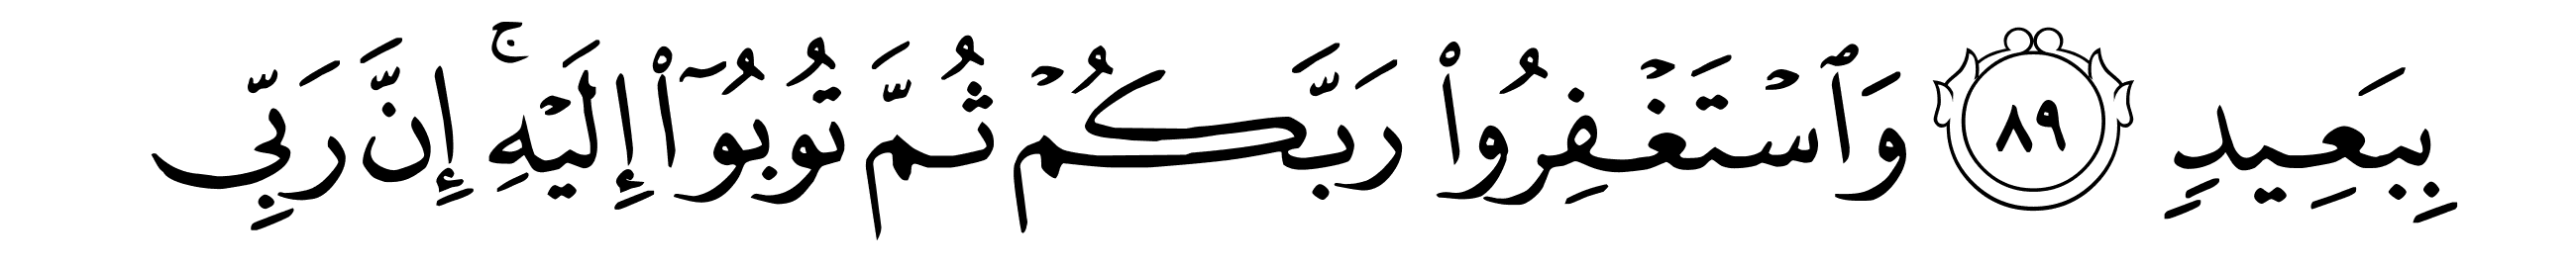 بِبَعِيدٖ ٨٩ وَٱسۡتَغۡفِرُواْ رَبَّكُمۡ ثُمَّ تُوبُوٓاْ إِلَيۡهِۚ إِنَّ رَبِّي